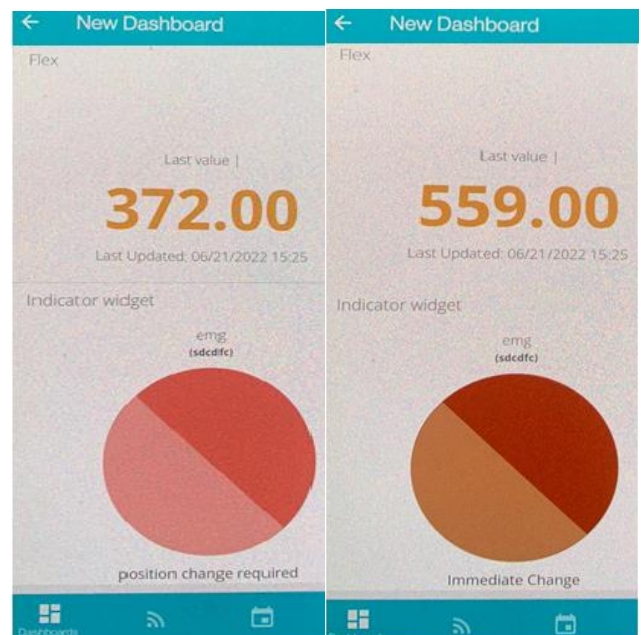 New Dashboard
Flex
Last value |
372.00
Last Updated: 06/21/2022 15:25
Indicator widget
emg
(sdcdfc)
position change required
Dashboards
New Dashboard
Flex
Last value |
559.00
Last Updated: 06/21/2022 15:25
Indicator widget
emg
(sdcdfc)
Immediate Change